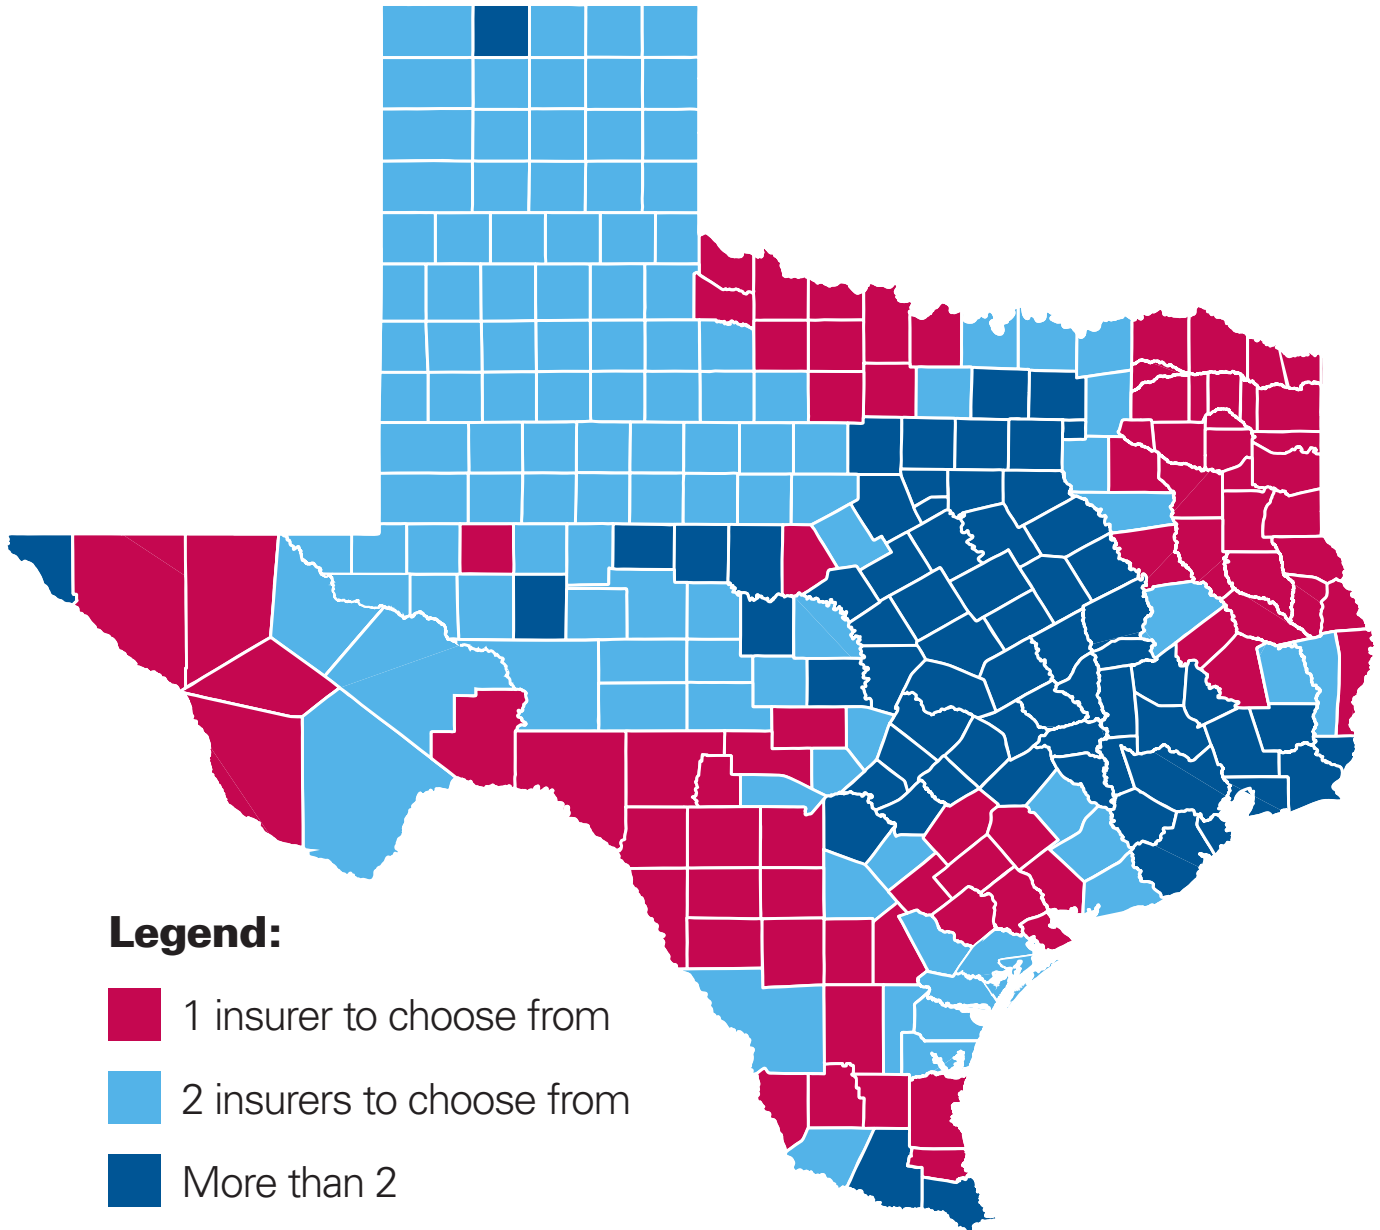 Legend:
1 insurer to choose from
2 insurers to choose from
More than 2